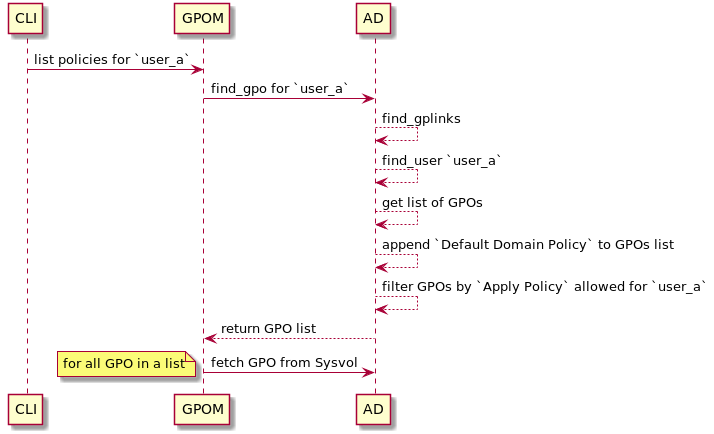 CLI GPOM AD
list policies for `user_a`
find_gpo for `user_a`
find_gplinks
find_user `user_a`
get list of GPOs
append `Default Domain Policy` to GPOs list
filter GPOs by `Apply Policy` allowed for `user_a`
return GPO list
for all GPO in a list fetch GPO from Sysvol
CLI GPOM AD